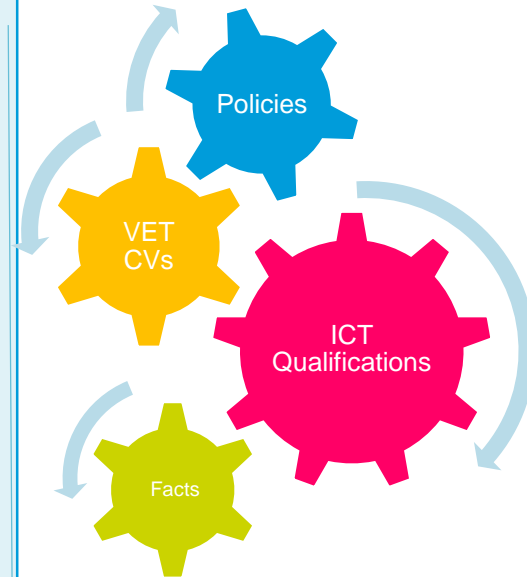 Policies
VET
CVs
ICT
Qualifications
Facts